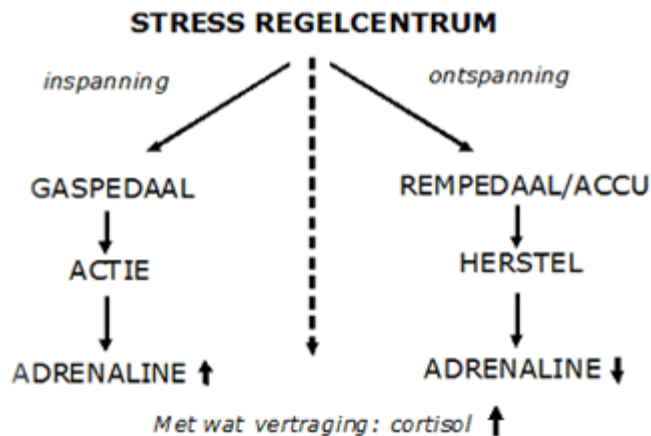 STRESS REGELCENTRUM
inspanning
ontspanning
GASPEDAAL
REMPEDAAL/ACCU
ACTIE
HERSTEL
ADRENALINE
ADRENALINE
Met wat vertraging: cortisol